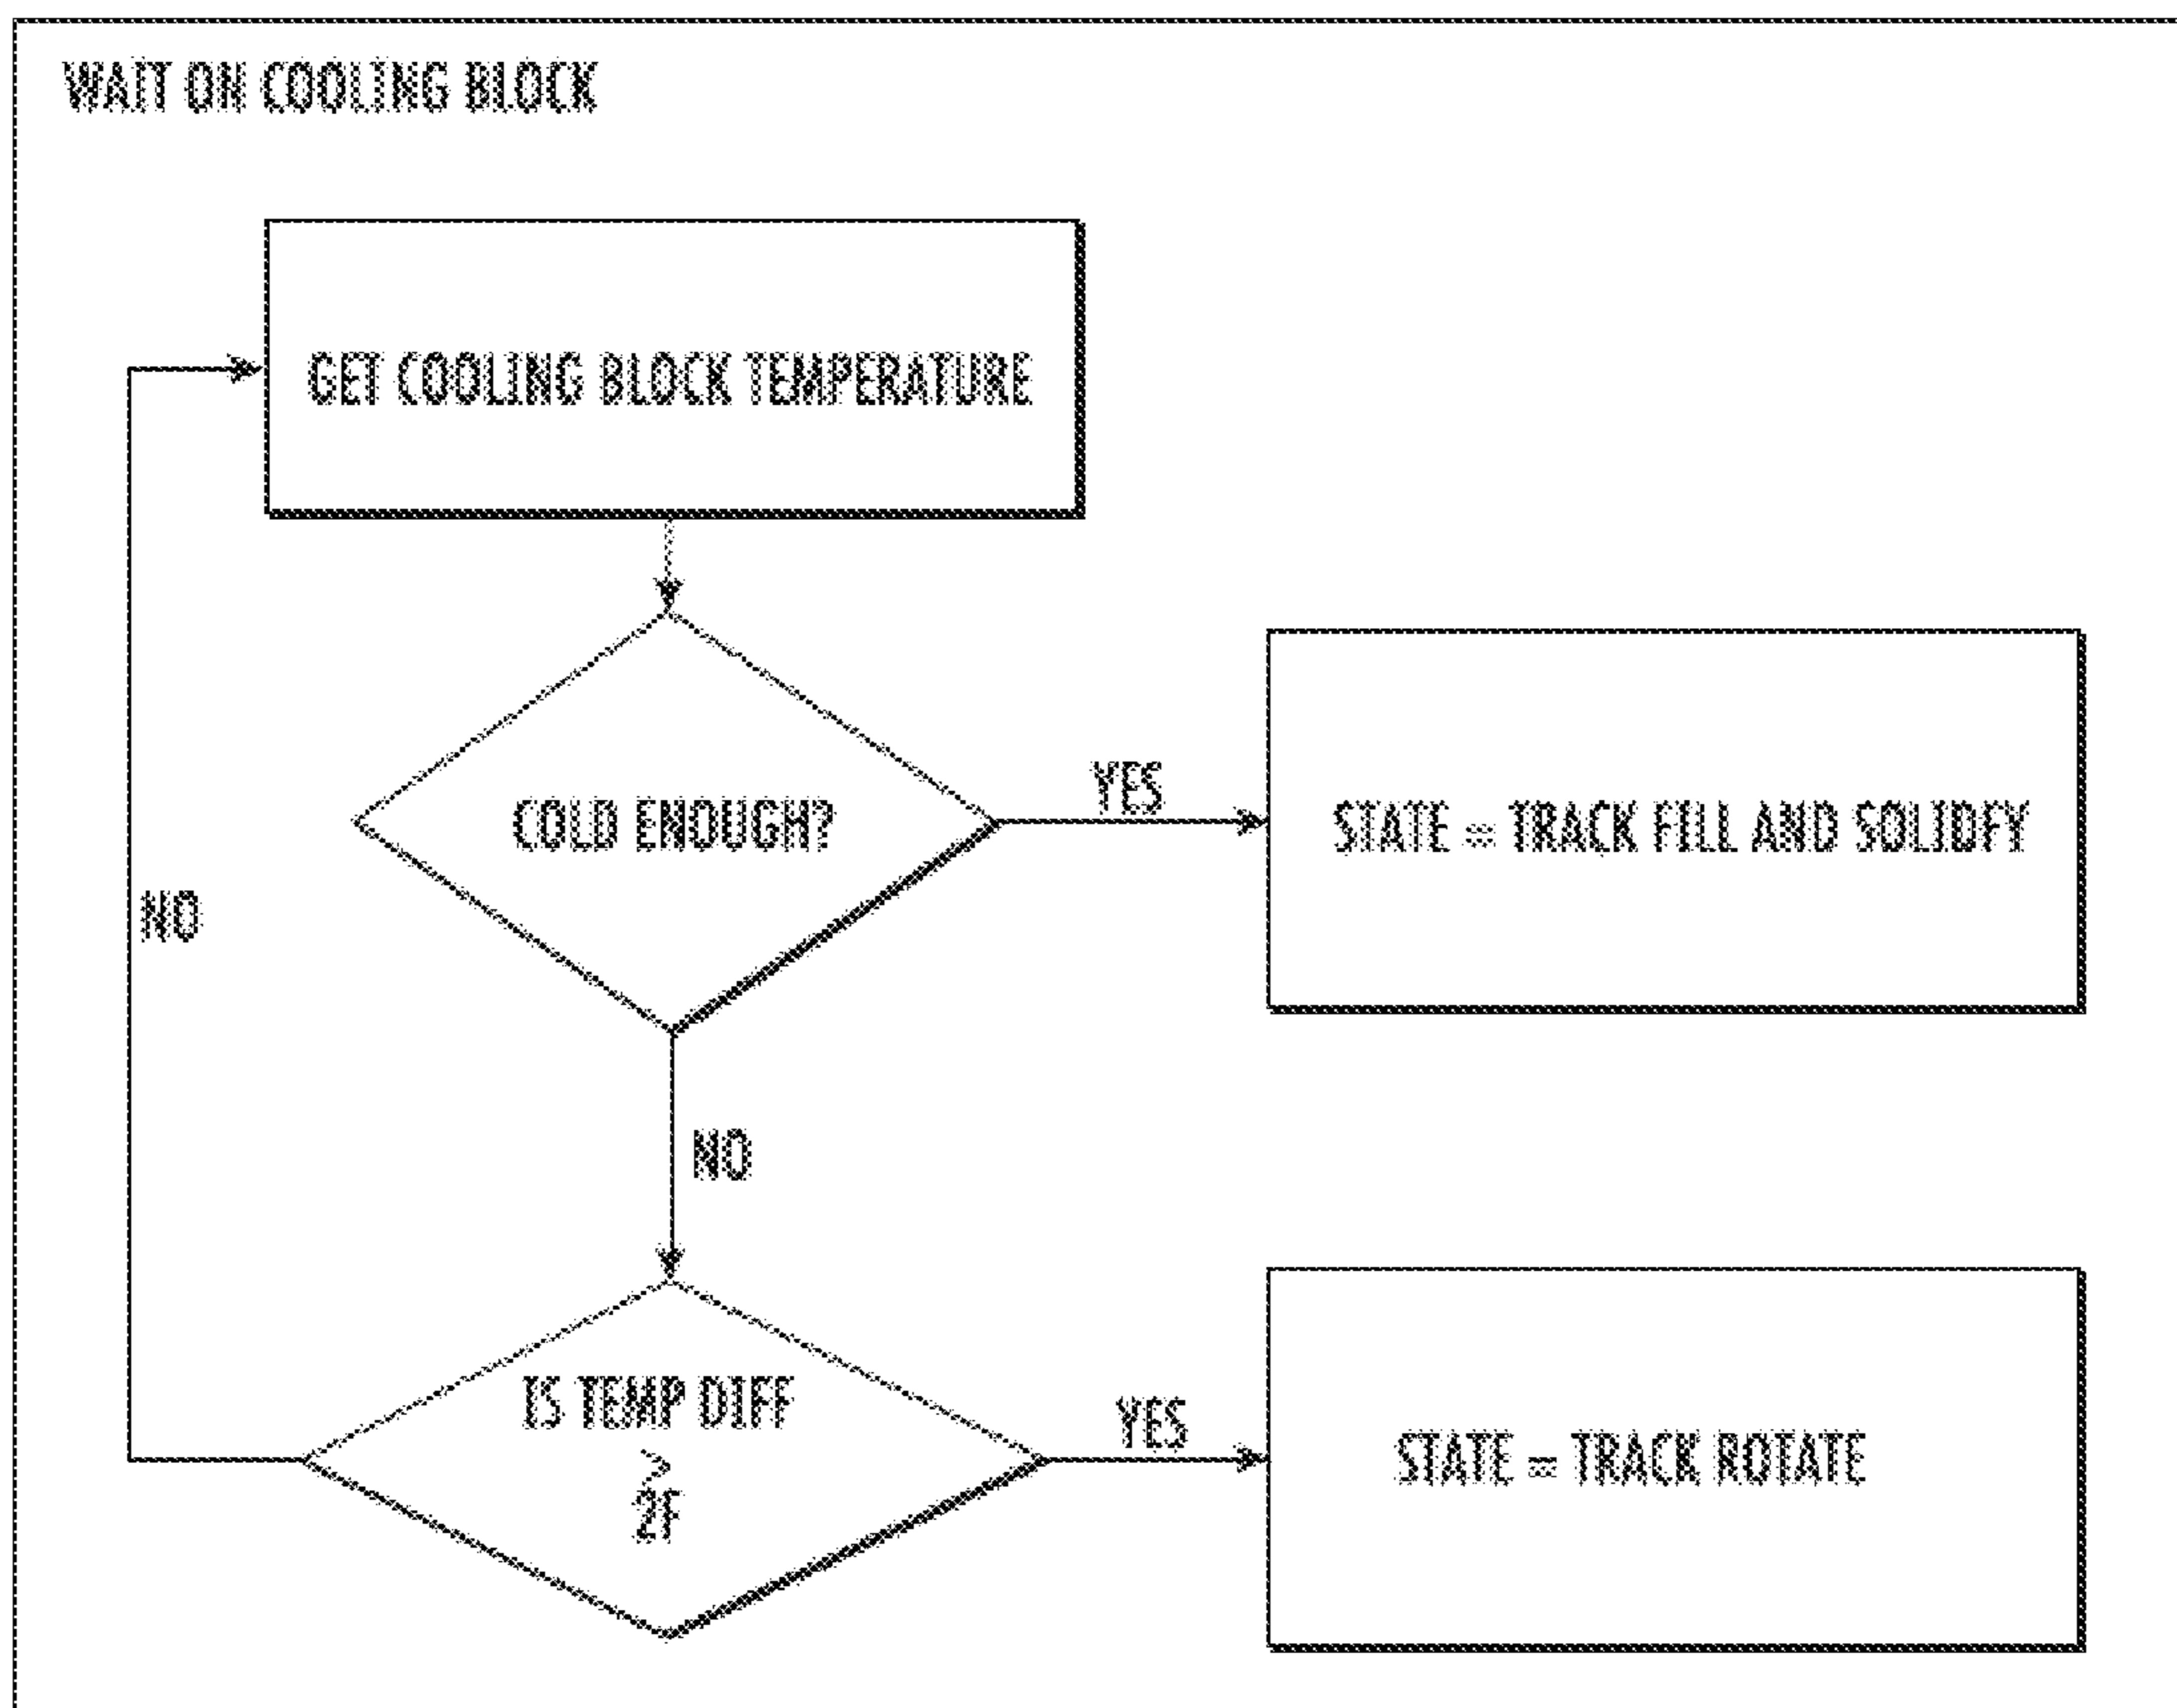 WAIT ON COOLING BLOCK
GET COOLING BLOCK TEMPERATURE
COLD ENOUGH?
YES
STATE = TRACK FILL AND SOLIDFY
NO
NO
IS TEMP DIFF
>
2F
YES
STATE = TRACK ROTATE